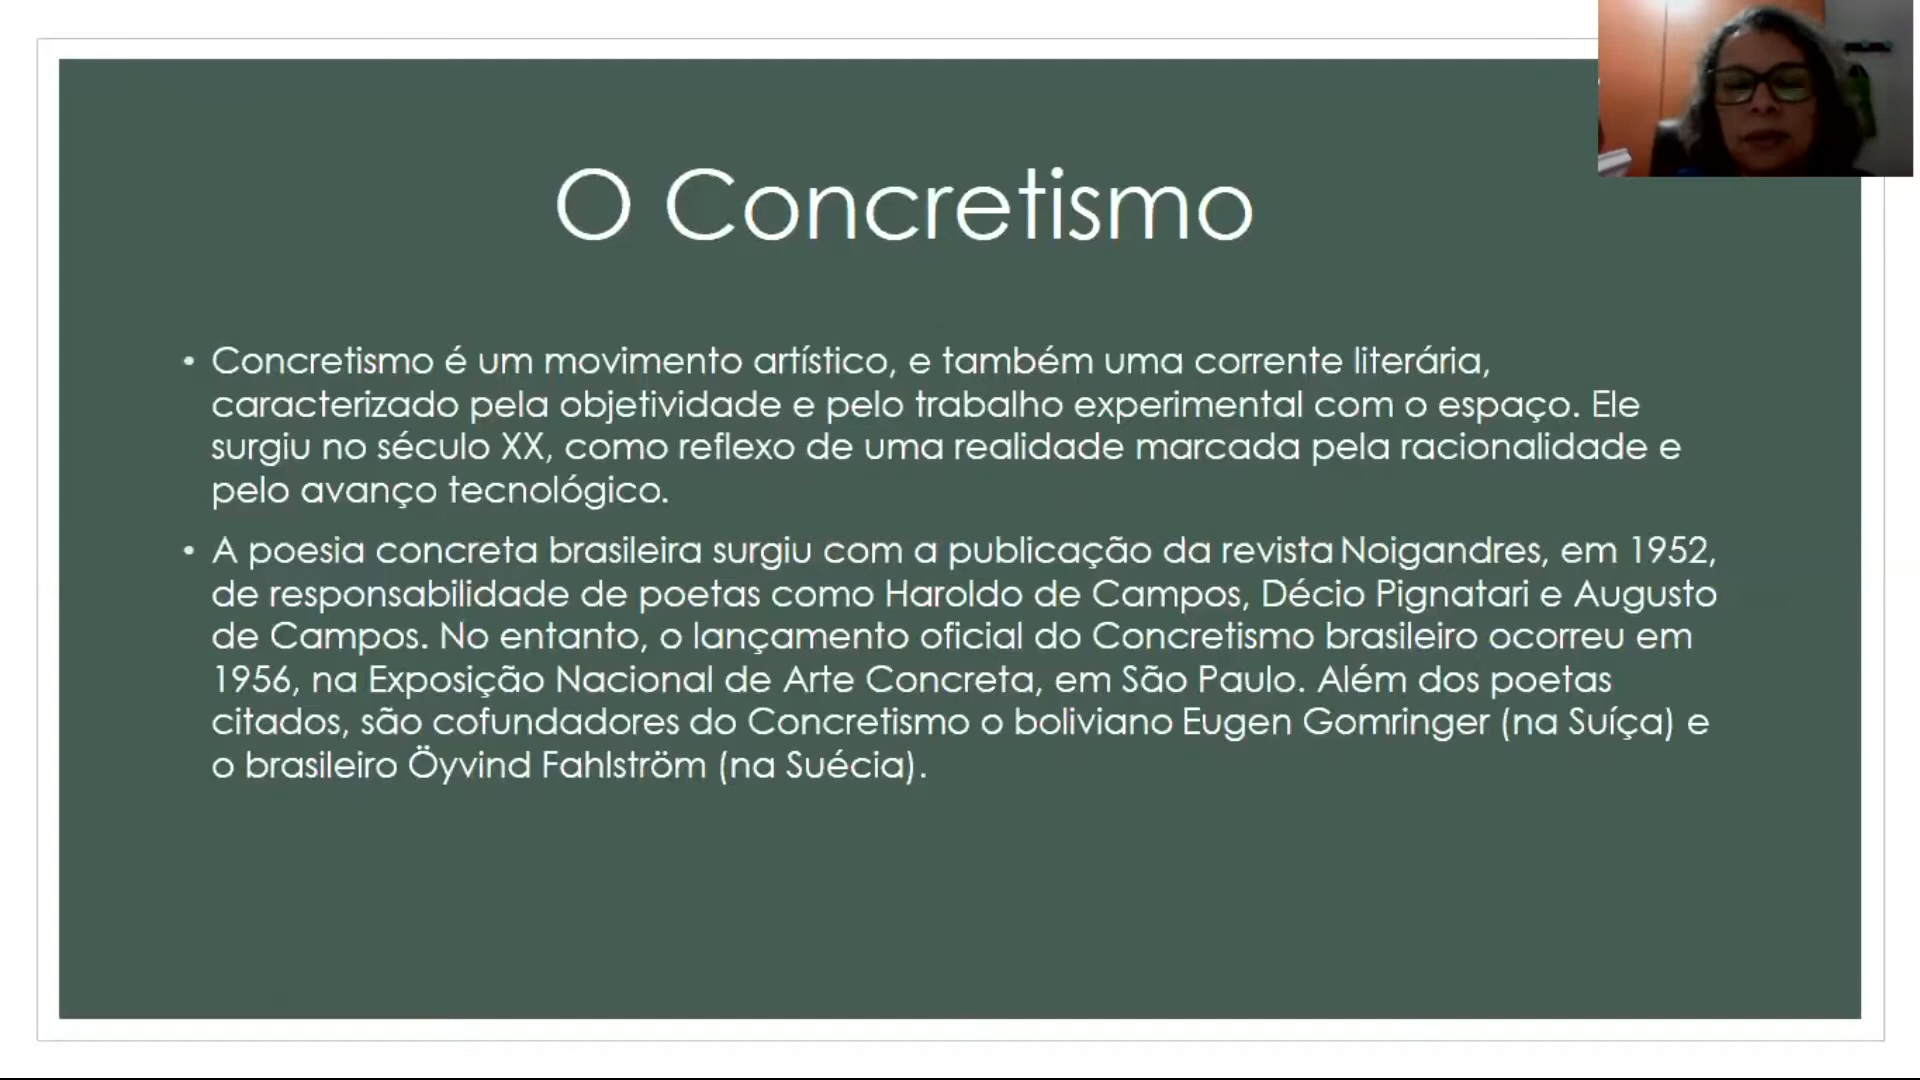 O Concretismo
• Concretismo é um movimento artístico, e também uma corrente literária,
caracterizado pela objetividade e pelo trabalho experimental com o espaço. Ele
surgiu no século XX, como reflexo de uma realidade marcada pela racionalidade e
pelo avanço tecnológico.
• A poesia concreta brasileira surgiu com a publicação da revista Noigandres, em 1952,
de responsabilidade de poetas como Haroldo de Campos, Décio Pignatari e Augusto
de Campos. No entanto, o lançamento oficial do Concretismo brasileiro ocorreu em
1956, na Exposição Nacional de Arte Concreta, em São Paulo. Além dos poetas
citados, são cofundadores do Concretismo o boliviano Eugen Gomringer (na Suíça) e
o brasileiro Öyvind Fahlström (na Suécia).